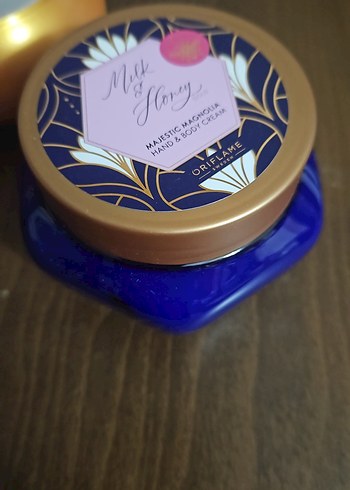 Milk
&
Honey
MAJESTIC MAGNOLIA
HAND & BODY CREAM
ORIFLAME
SWEDEN